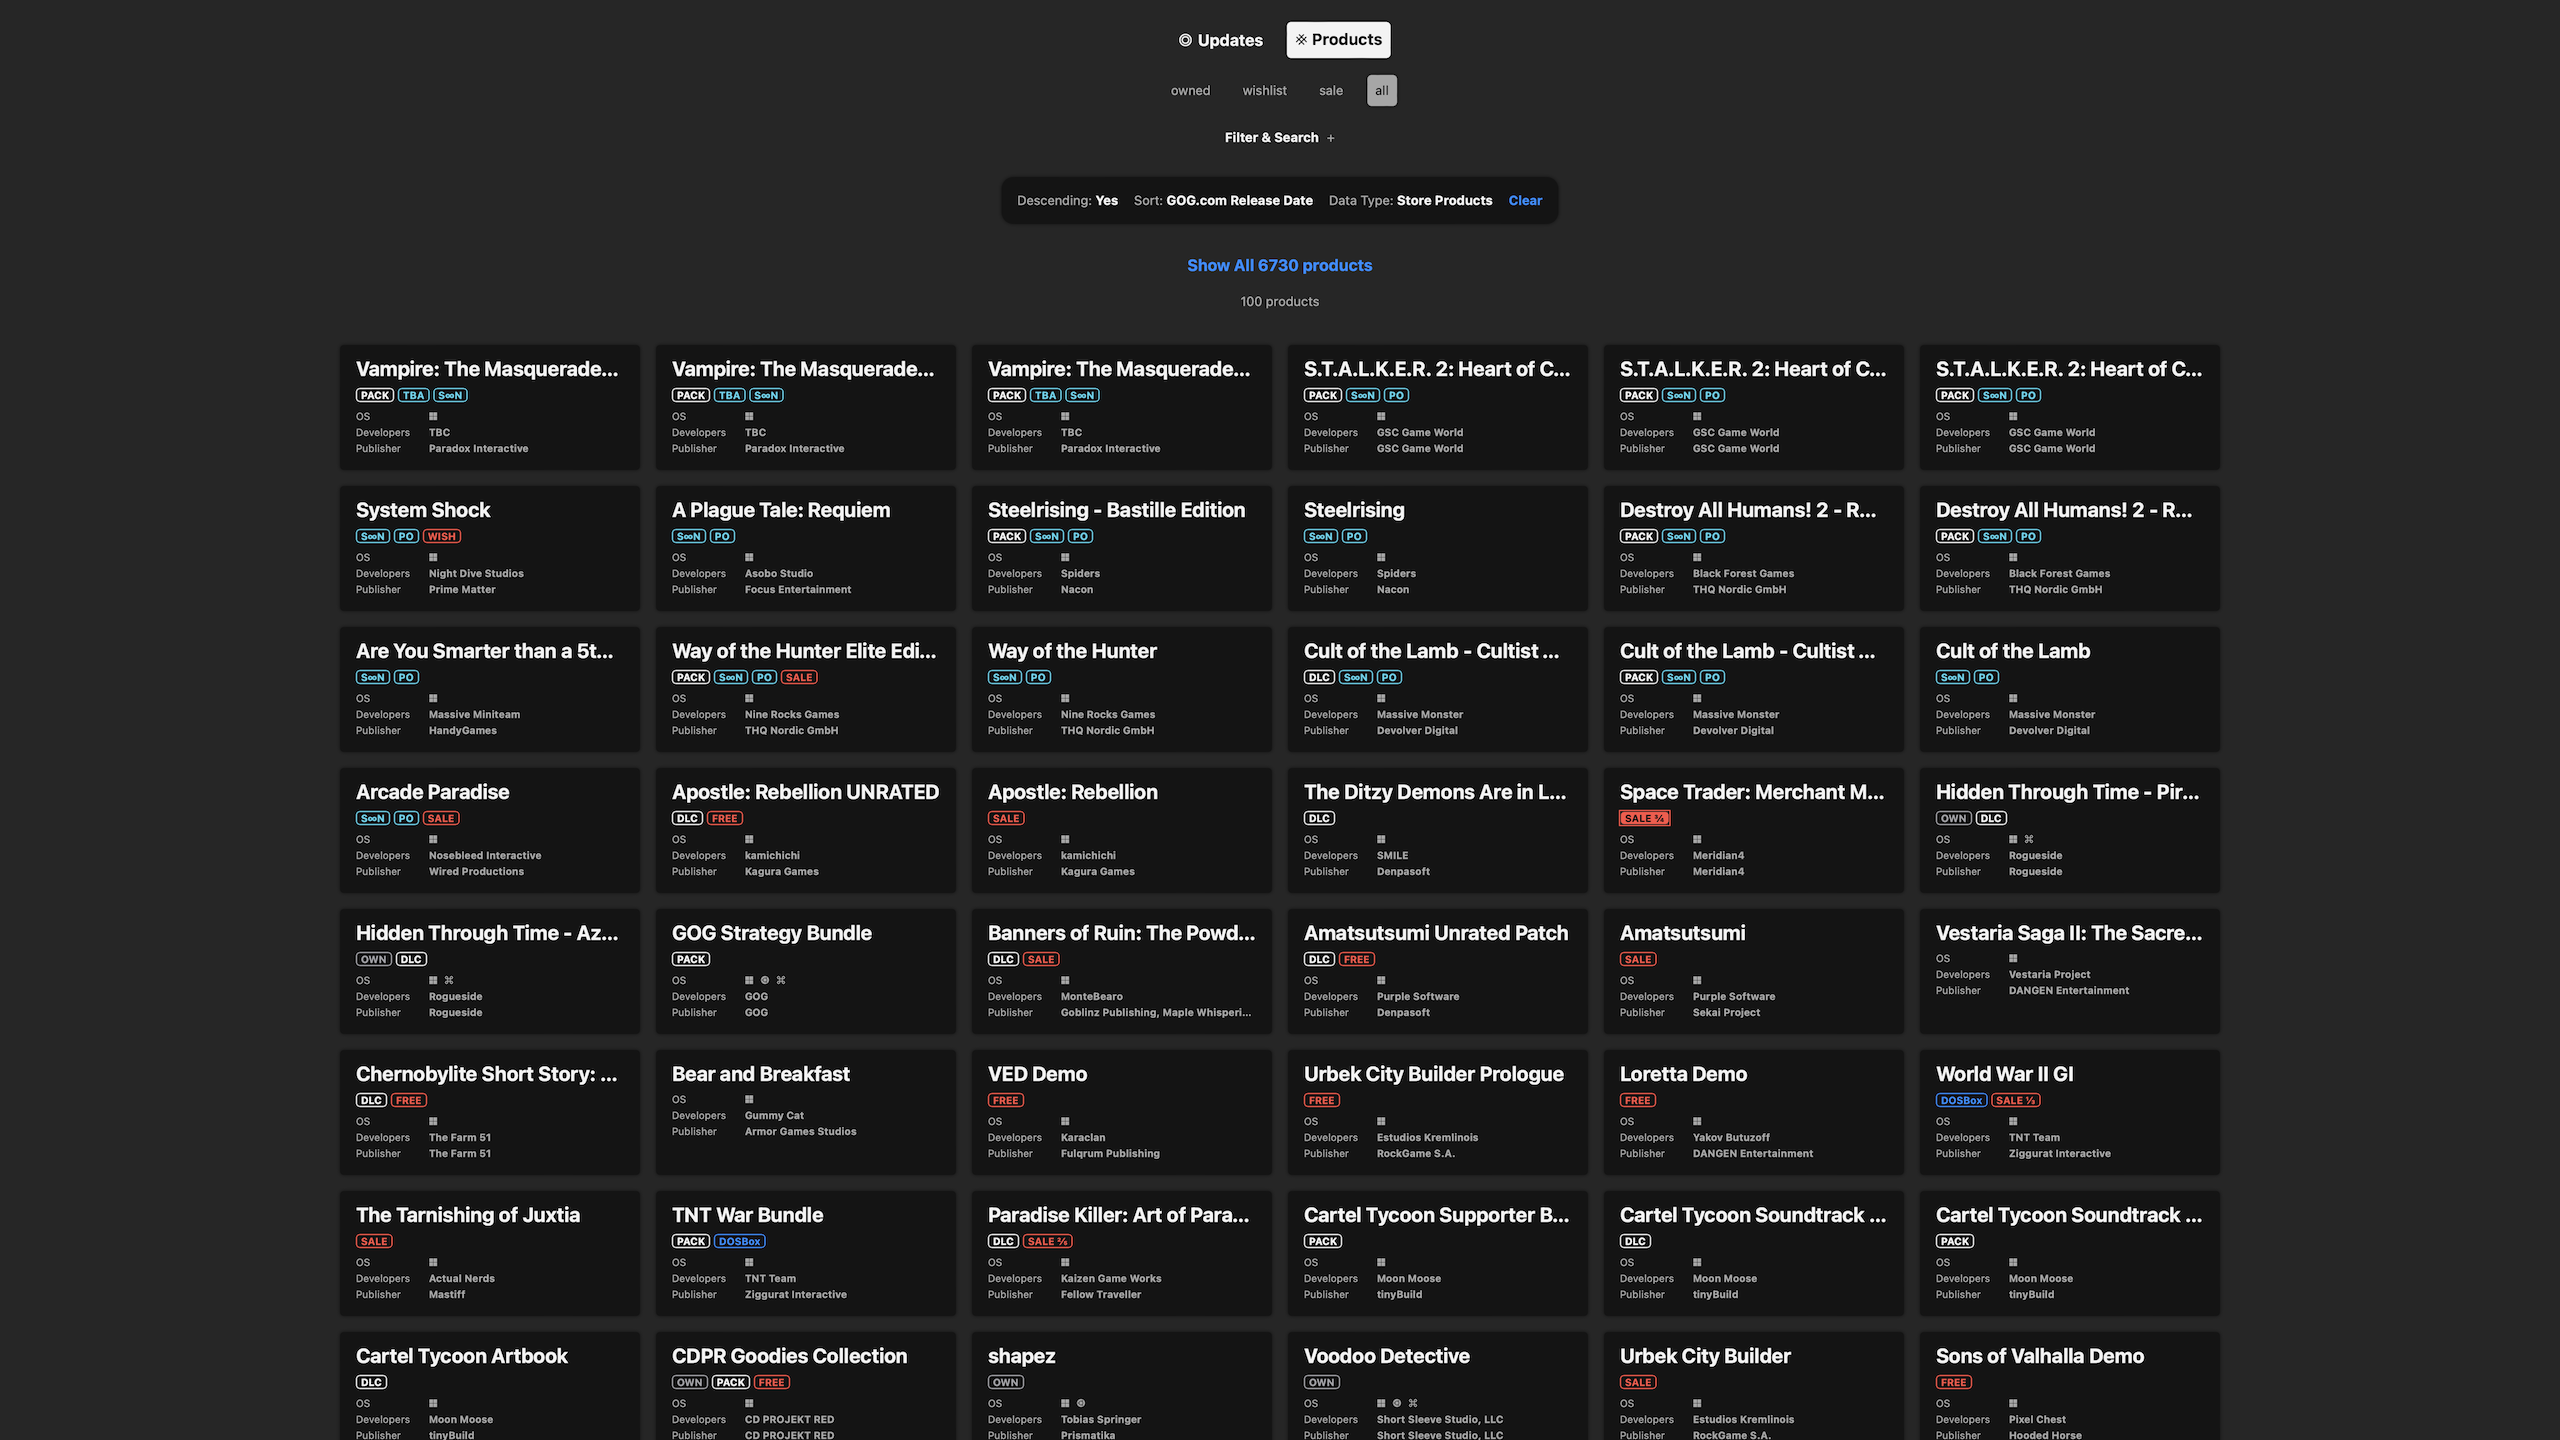 ◎ Updates ※ Products
owned wishlist sale all
Filter & Search +
Descending: Yes Sort: GOG.com Release Date Data Type: Store Products Clear
Show All 6730 products
100 products
Vampire: The Masquerade...
PACK TBA S∞N
OS
Developers TBC
Publisher Paradox Interactive
Vampire: The Masquerade...
PACK TBA S∞N
OS
Developers TBC
Publisher Paradox Interactive
Vampire: The Masquerade...
PACK TBA S∞N
OS
Developers TBC
Publisher Paradox Interactive
S.T.A.L.K.E.R. 2: Heart of C...
PACK S∞N PO
OS
Developers GSC Game World
Publisher GSC Game World
S.T.A.L.K.E.R. 2: Heart of C...
PACK S∞N PO
OS
Developers GSC Game World
Publisher GSC Game World
S.T.A.L.K.E.R. 2: Heart of C...
PACK S∞N PO
OS
Developers GSC Game World
Publisher GSC Game World
System Shock
S∞N PO WISH
OS
Developers Night Dive Studios
Publisher Prime Matter
A Plague Tale: Requiem
S∞N PO
OS
Developers Asobo Studio
Publisher Focus Entertainment
Steelrising - Bastille Edition
PACK S∞N PO
OS
Developers Spiders
Publisher Nacon
Steelrising
S∞N PO
OS
Developers Spiders
Publisher Nacon
Destroy All Humans! 2 - R...
PACK S∞N PO
OS
Developers Black Forest Games
Publisher THQ Nordic GmbH
Destroy All Humans! 2 - R...
PACK S∞N PO
OS
Developers Black Forest Games
Publisher THQ Nordic GmbH
Are You Smarter than a 5t...
S∞N PO
OS
Developers Massive Miniteam
Publisher HandyGames
Way of the Hunter Elite Edi...
PACK S∞N PO SALE
OS
Developers Nine Rocks Games
Publisher THQ Nordic GmbH
Way of the Hunter
S∞N PO
OS
Developers Nine Rocks Games
Publisher THQ Nordic GmbH
Cult of the Lamb - Cultist ...
DLC S∞N PO
OS
Developers Massive Monster
Publisher Devolver Digital
Cult of the Lamb - Cultist ...
PACK S∞N PO
OS
Developers Massive Monster
Publisher Devolver Digital
Cult of the Lamb
S∞N PO
OS
Developers Massive Monster
Publisher Devolver Digital
Arcade Paradise
S∞N PO SALE
OS
Developers Nosebleed Interactive
Publisher Wired Productions
Apostle: Rebellion UNRATED
DLC FREE
OS
Developers kamichichi
Publisher Kagura Games
Apostle: Rebellion
SALE
OS
Developers kamichichi
Publisher Kagura Games
The Ditzy Demons Are in L...
DLC
OS
Developers SMILE
Publisher Denpasoft
Space Trader: Merchant M...
SALE ¾
OS
Developers Meridian4
Publisher Meridian4
Hidden Through Time - Pir...
OWN DLC
OS ⌘
Developers Rogueside
Publisher Rogueside
Hidden Through Time - Az...
OWN DLC
OS ⌘
Developers Rogueside
Publisher Rogueside
GOG Strategy Bundle
PACK
OS ⌘
Developers GOG
Publisher GOG
Banners of Ruin: The Powd...
DLC SALE
OS
Developers MonteBearo
Publisher Goblinz Publishing, Maple Whisperi...
Amatsutsumi Unrated Patch
DLC FREE
OS
Developers Purple Software
Publisher Denpasoft
Amatsutsumi
SALE
OS
Developers Purple Software
Publisher Sekai Project
Vestaria Saga II: The Sacre...
OS
Developers Vestaria Project
Publisher DANGEN Entertainment
Chernobylite Short Story: ...
DLC FREE
OS
Developers The Farm 51
Publisher The Farm 51
Bear and Breakfast
OS
Developers Gummy Cat
Publisher Armor Games Studios
VED Demo
FREE
OS
Developers Karaclan
Publisher Fulqrum Publishing
Urbek City Builder Prologue
FREE
OS
Developers Estudios Kremlinois
Publisher RockGame S.A.
Loretta Demo
FREE
OS
Developers Yakov Butuzoff
Publisher DANGEN Entertainment
World War II GI
DOSBox SALE
OS
Developers TNT Team
Publisher Ziggurat Interactive
The Tarnishing of Juxtia
SALE
OS
Developers Actual Nerds
Publisher Mastiff
TNT War Bundle
PACK DOSBox
OS
Developers TNT Team
Publisher Ziggurat Interactive
Paradise Killer: Art of Para...
DLC SALE
OS
Developers Kaizen Game Works
Publisher Fellow Traveller
Cartel Tycoon Supporter B...
PACK
OS
Developers Moon Moose
Publisher tinyBuild
Cartel Tycoon Soundtrack ...
DLC
OS
Developers Moon Moose
Publisher tinyBuild
Cartel Tycoon Soundtrack ...
PACK
OS
Developers Moon Moose
Publisher tinyBuild
Cartel Tycoon Artbook
DLC
OS
Developers Moon Moose
Publisher tinyBuild
CDPR Goodies Collection
OWN PACK FREE
OS
Developers CD PROJEKT RED
Publisher CD PROJEKT RED
shapez
OWN
OS
Developers Tobias Springer
Publisher Prismatika
Voodoo Detective
OWN
OS ⌘
Developers Short Sleeve Studio, LLC
Publisher Short Sleeve Studio, LLC
Urbek City Builder
SALE
OS
Developers Estudios Kremlinois
Publisher RockGame S.A.
Sons of Valhalla Demo
FREE
OS
Developers Pixel Chest
Publisher Hooded Horse